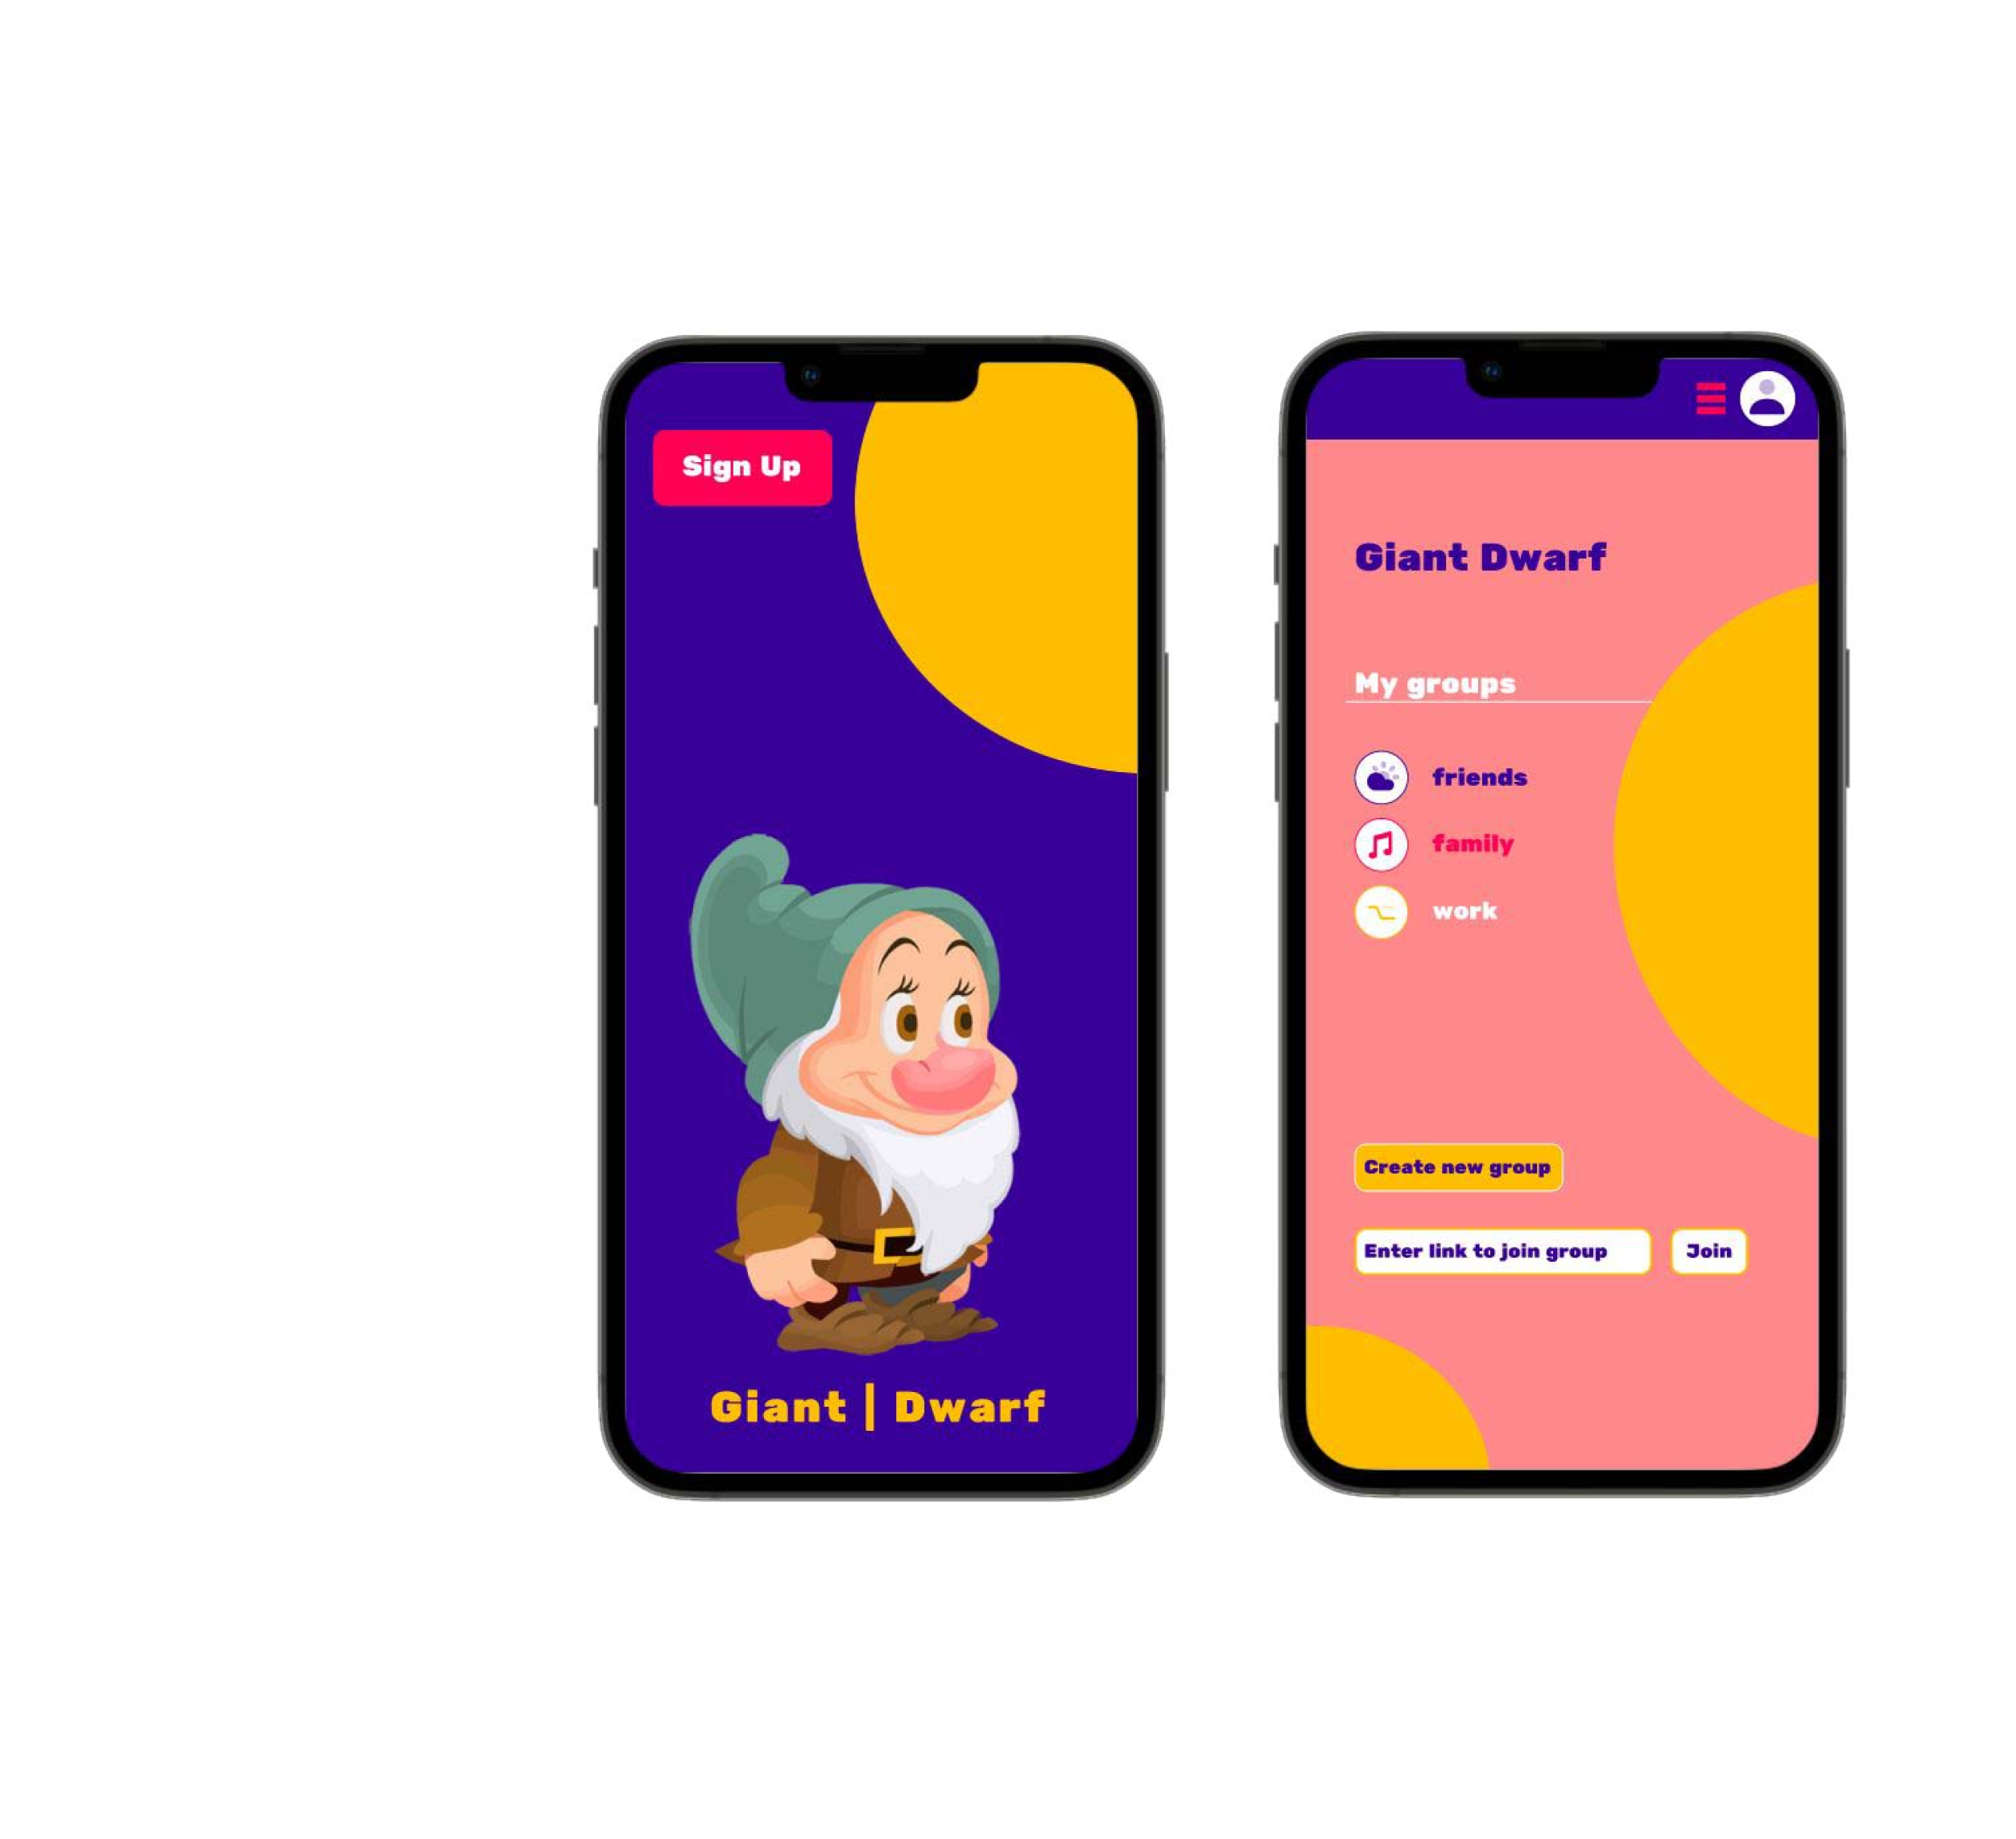 Sign Up
Giant | Dwarf
Giant Dwarf
My groups
friends
family
work
Create new group
Enter link to join group
Join